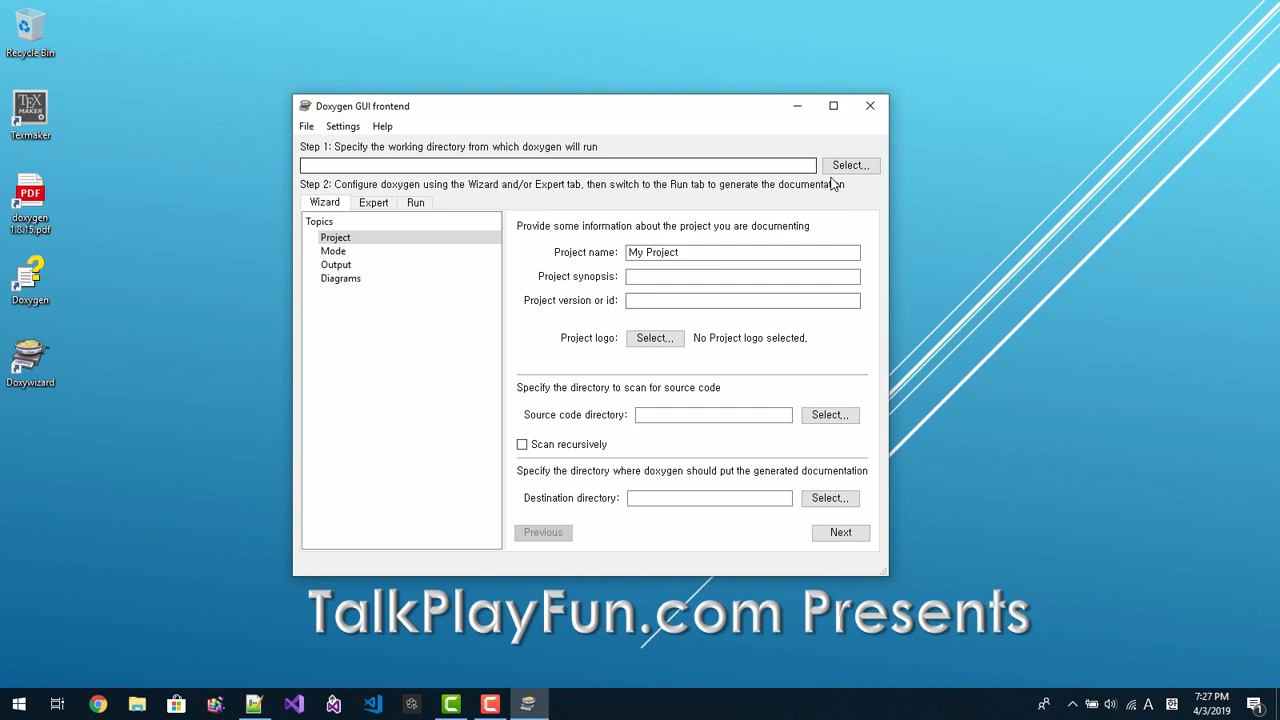 Recycle Bin
TEX
MAKER
Texmaker
PDF
doxygen
1.8.15.pdf
Doxygen
Doxywizard
Doxygen GUI frontend
File Settings Help
Step 1: Specify the working directory from which doxygen will run
Select...
Step 2: Configure doxygen using the Wizard and/or Expert tab, then switch to the Run tab to generate the documentation
Wizard Expert Run
Topics
Project
Mode
Output
Diagrams
Provide some information about the project you are documenting
Project name: My Project
Project synopsis:
Project version or id:
Project logo: Select... No Project logo selected.
Specify the directory to scan for source code
Source code directory: Select...
Scan recursively
Specify the directory where doxygen should put the generated documentation
Destination directory: Select...
Previous Next
TalkPlayFun.com Presents
A
7:27 PM
4/3/2019
1